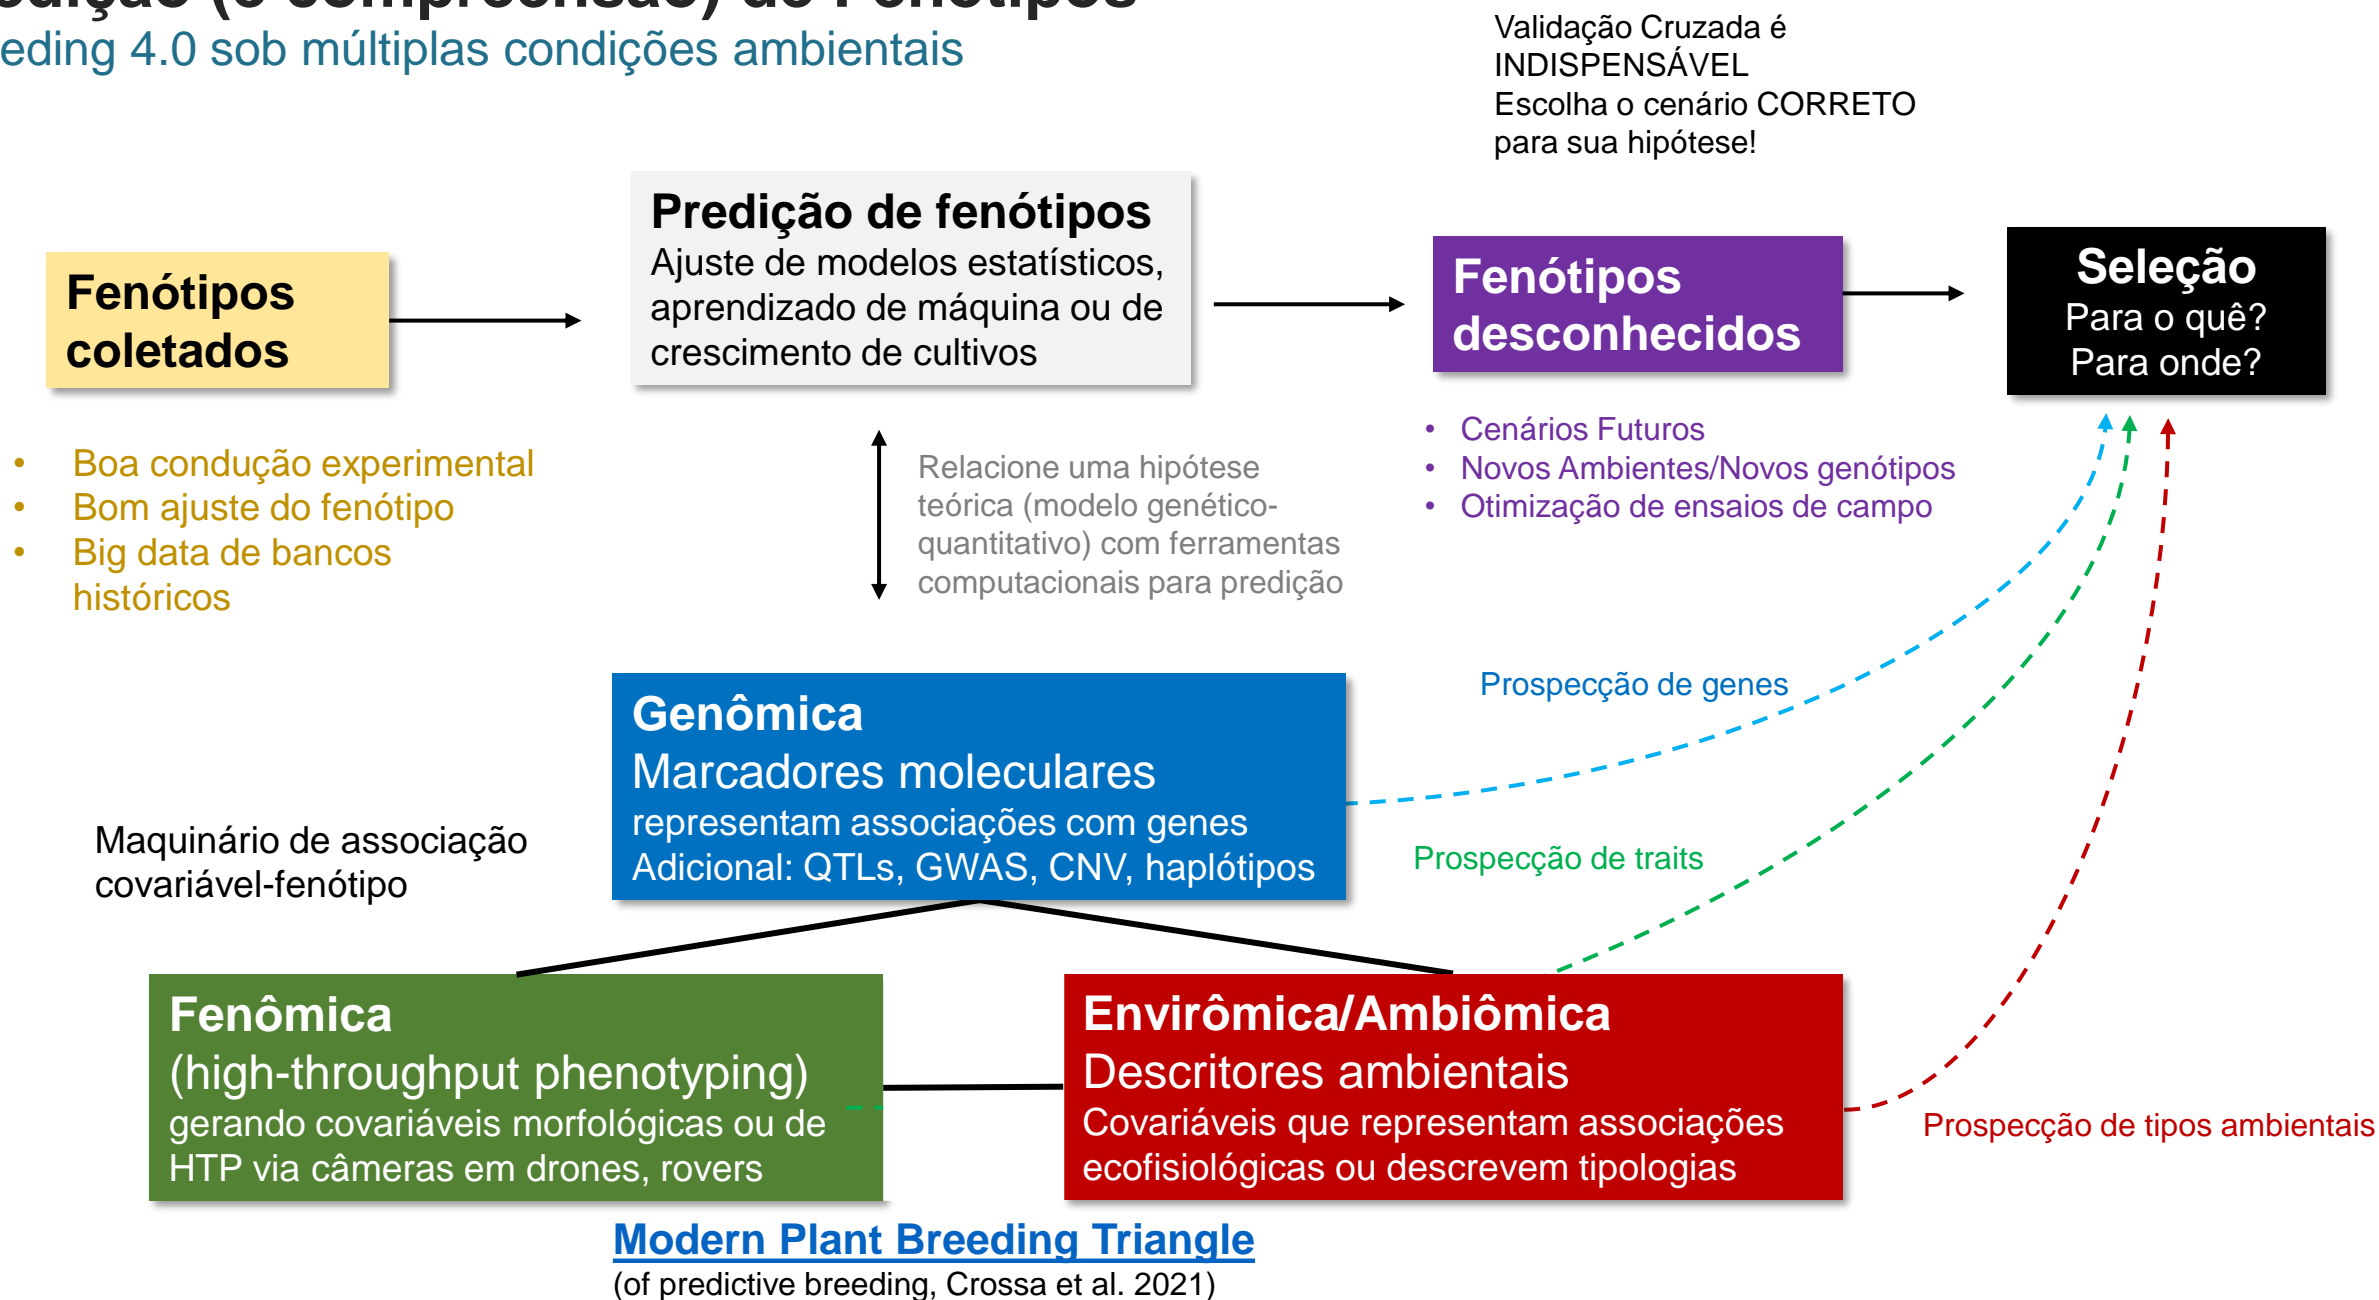 (e compreensão) de Fenótipos
eding 4.0 sob múltiplas condições ambientais
Validação Cruzada é
INDISPENSÁVEL
Escolha o cenário CORRETO
para sua hipótese!
Fenótipos
coletados
Predição de fenótipos
Ajuste de modelos estatísticos,
aprendizado de máquina ou de
crescimento de cultivos
Fenótipos
desconhecidos
Seleção
Para o quê?
Para onde?
• Boa condução experimental
• Bom ajuste do fenótipo
• Big data de bancos
históricos
Relacione uma hipótese
teórica (modelo genético-
quantitativo) com ferramentas
computacionais para predição
• Cenários Futuros
• Novos Ambientes/Novos genótipos
• Otimização de ensaios de campo
Prospecção de genes
Genômica
Marcadores moleculares
representam associações com genes
Adicional: QTLs, GWAS, CNV, haplótipos
Maquinário de associação
covariável-fenótipo
Prospecção de traits
Fenômica
(high-throughput phenotyping)
gerando covariáveis morfológicas ou de
HTP via câmeras em drones, rovers
Envirômica/Ambiômica
Descritores ambientais
Covariáveis que representam associações
ecofisiológicas ou descrevem tipologias
Prospecção de tipos ambientais
Modern Plant Breeding Triangle
(of predictive breeding, Crossa et al. 2021)